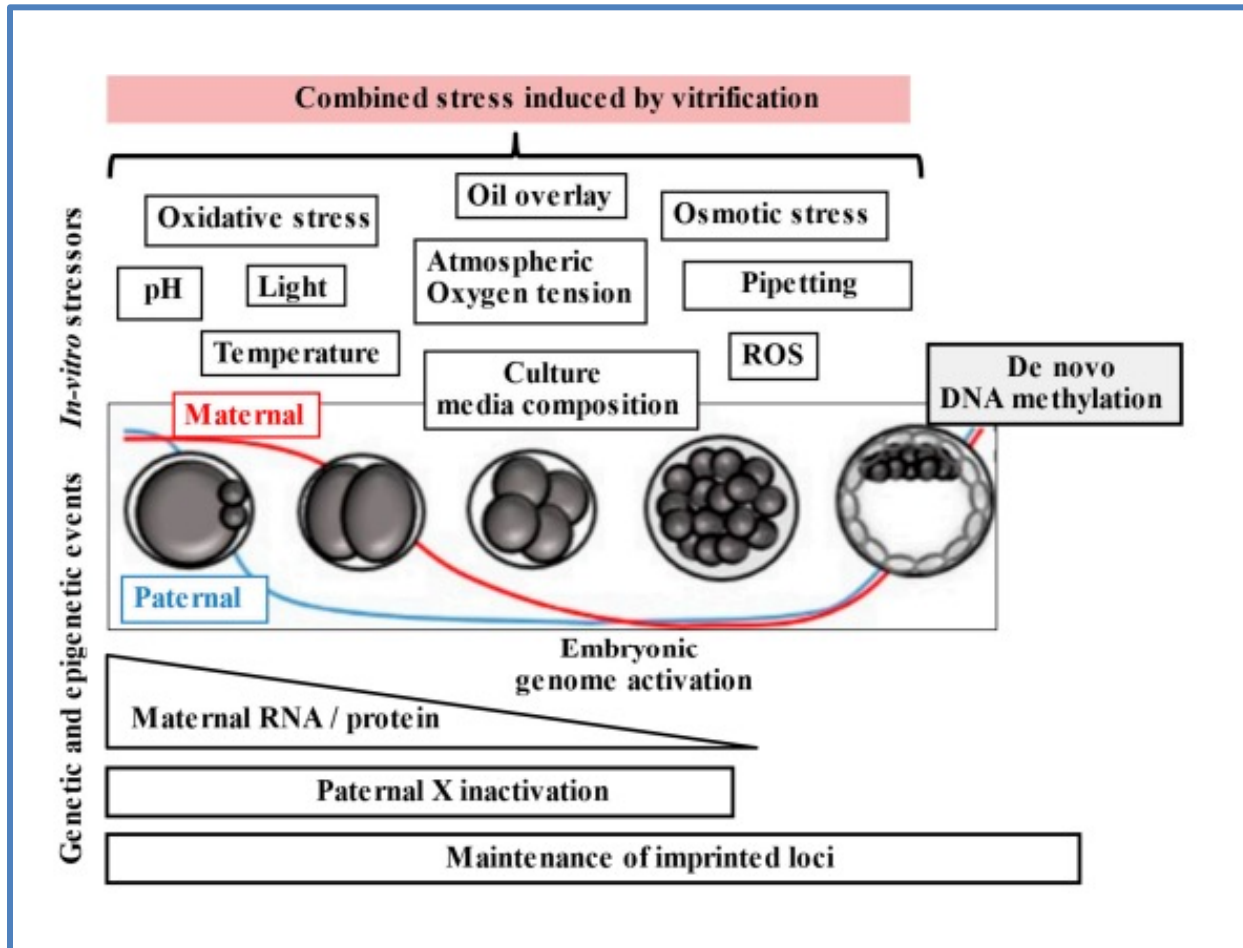 Combined stress induced by vitrification
In-vitro stressors
Oil overlay
Oxidative stress
Osmotic stress
Atmospheric
Oxygen tension
pH
Light
Pipetting
Temperature
ROS
Culture
media composition
De novo
DNA methylation
Maternal
Paternal
Genetic and epigenetic events
Embryonic
genome activation
Maternal RNA / protein
Paternal X inactivation
Maintenance of imprinted loci